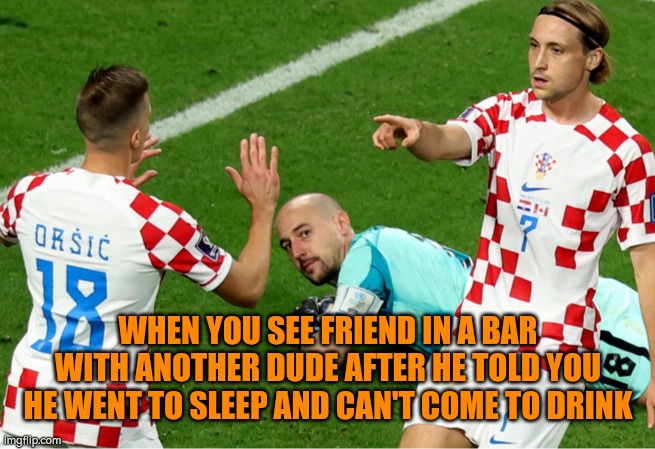 ORŠIĆ
18
7
18
WHEN YOU SEE FRIEND IN A BAR
WITH ANOTHER DUDE AFTER HE TOLD YOU
HE WENT TO SLEEP AND CAN'T COME TO DRINK
imgflip.com